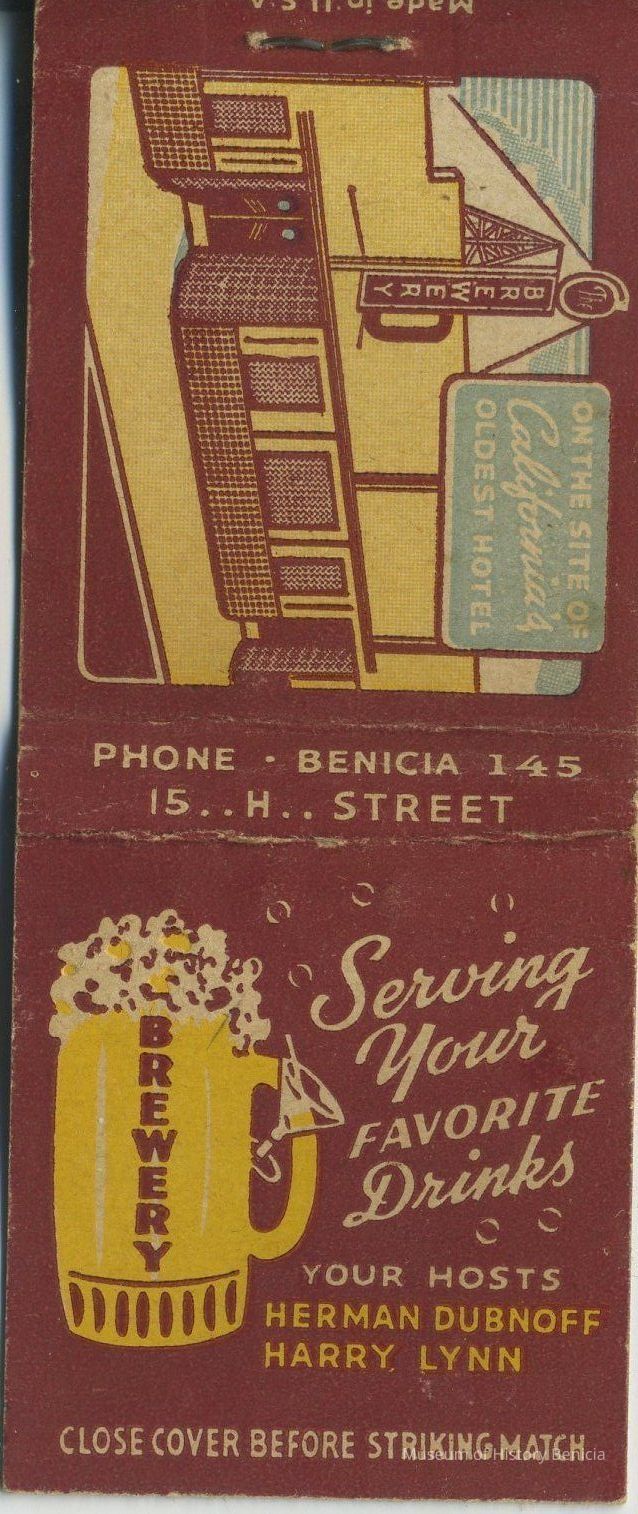 Made in U.S.A.
The
BREWERY
ON THE SITE OF
California's
OLDEST HOTEL
PHONE · BENICIA 145
15..H.. STREET
BREWERY
Serving
Your
FAVORITE
Drinks
YOUR HOSTS
HERMAN DUBNOFF
HARRY LYNN
CLOSE COVER BEFORE STRIKING MATCH
Museum of History Benicia